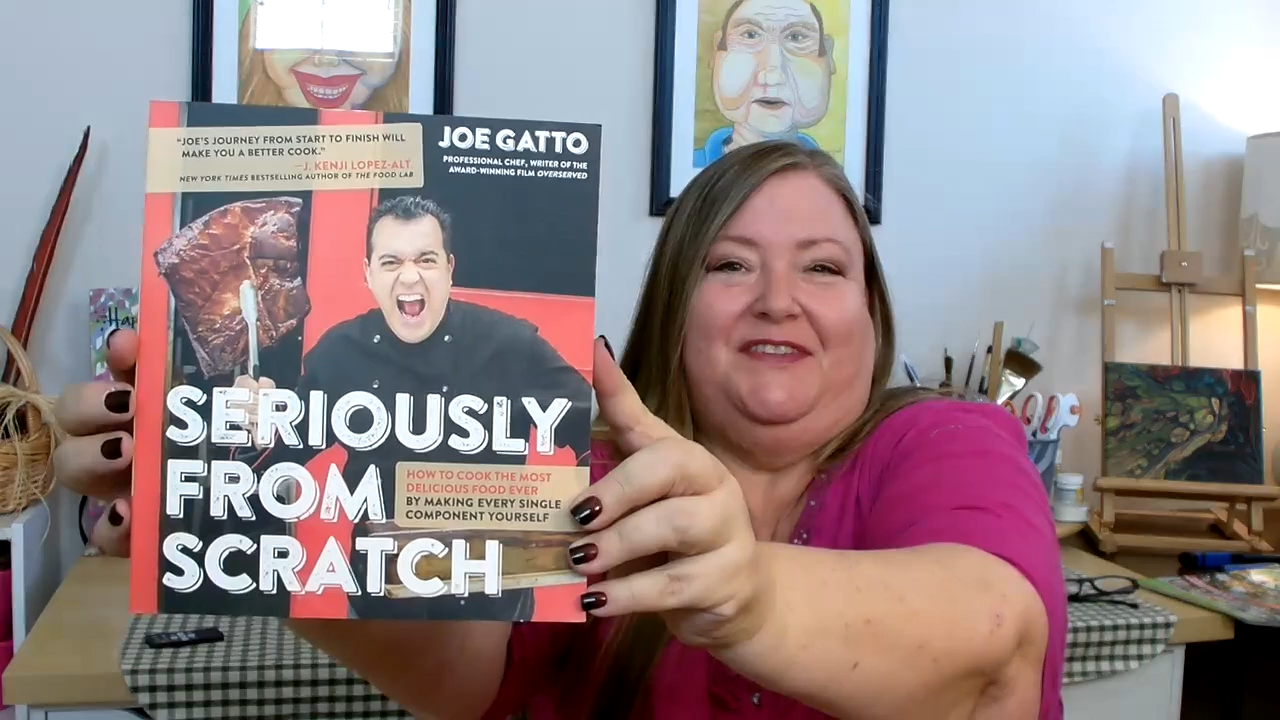 “JOE’S JOURNEY FROM START TO FINISH WILL
MAKE YOU A BETTER COOK.”
—J. KENJI LOPEZ-ALT,
NEW YORK TIMES BESTSELLING AUTHOR OF THE FOOD LAB
JOE GATTO
PROFESSIONAL CHEF, WRITER OF THE
AWARD-WINNING FILM OVERSERVED
SERIOUSLY
FROM
SCRATCH
HOW TO COOK THE MOST
DELICIOUS FOOD EVER
BY MAKING EVERY SINGLE
COMPONENT YOURSELF